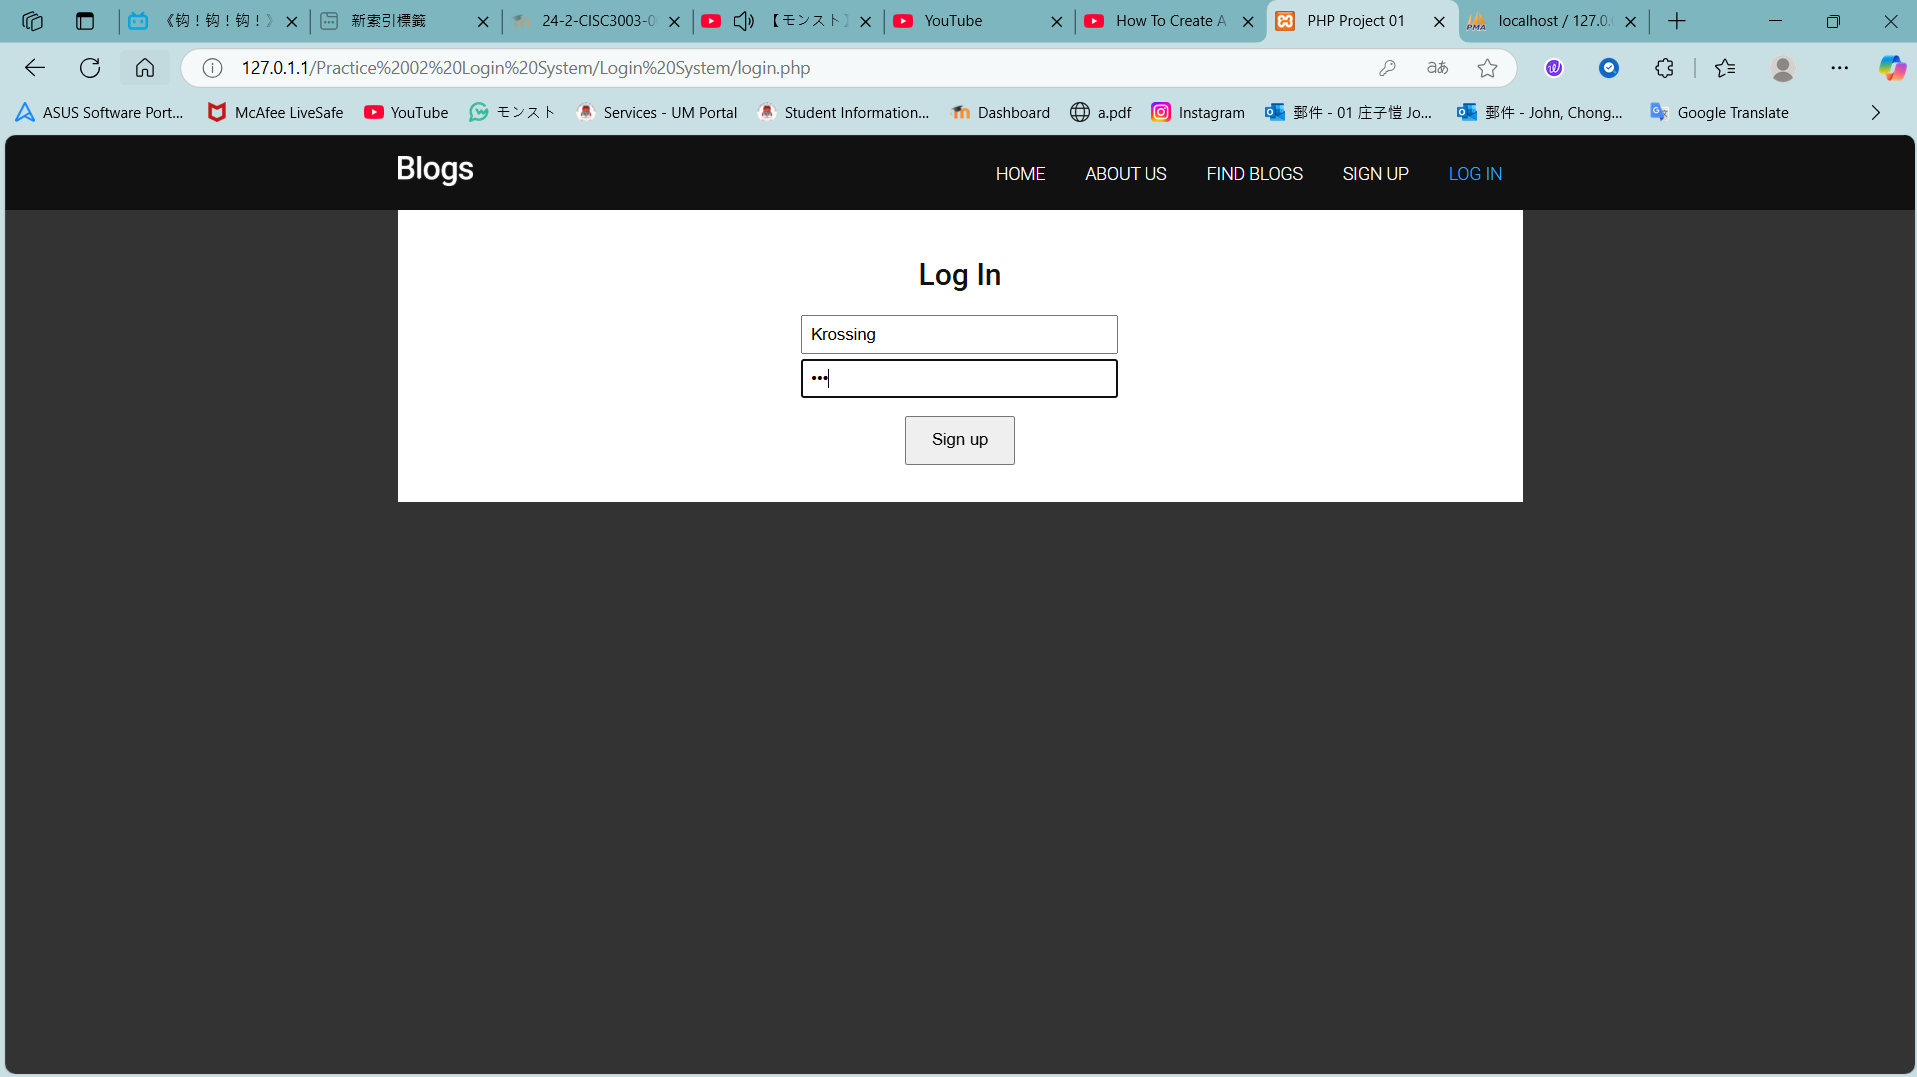 《钩！钩！钩！》
新索引標籤
24-2-CISC3003-0
【モンスト】
YouTube
How To Create A
PHP Project 01
localhost / 127.0.
127.0.1.1/Practice%2002%20Login%20System/Login%20System/login.php
aあ
ASUS Software Port...
McAfee LiveSafe
YouTube
モンスト
Services - UM Portal
Student Information...
Dashboard
a.pdf
Instagram
郵件 - 01 庄子愷 Jo...
郵件 - John, Chong...
Google Translate
Blogs
HOME
ABOUT US
FIND BLOGS
SIGN UP
LOG IN
Log In
Krossing
•••
Sign up